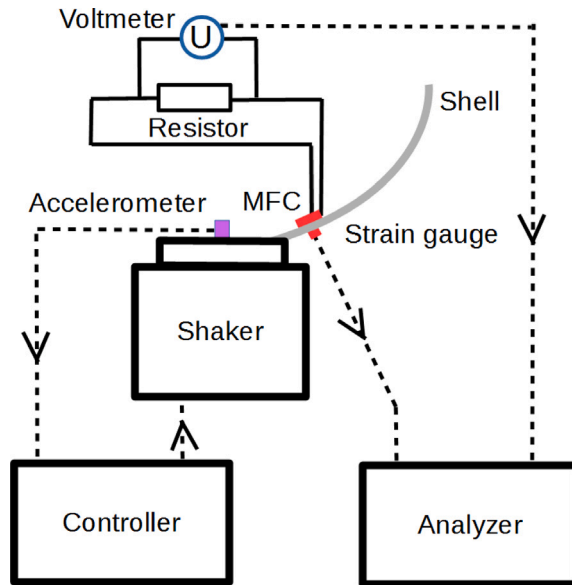 Voltmeter
U
Shell
Resistor
Accelerometer
MFC
Strain gauge
Shaker
Controller
Analyzer